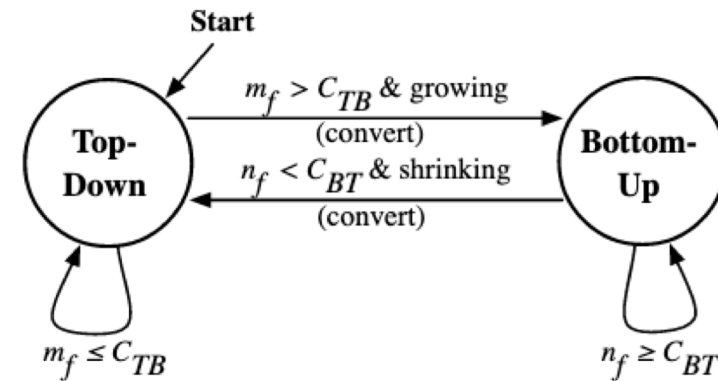 Start
m_f > C_TB & growing
(convert)
Top-
Down
n_f < C_BT & shrinking
(convert)
Bottom-
Up
m_f ≤ C_TB
n_f ≥ C_BT